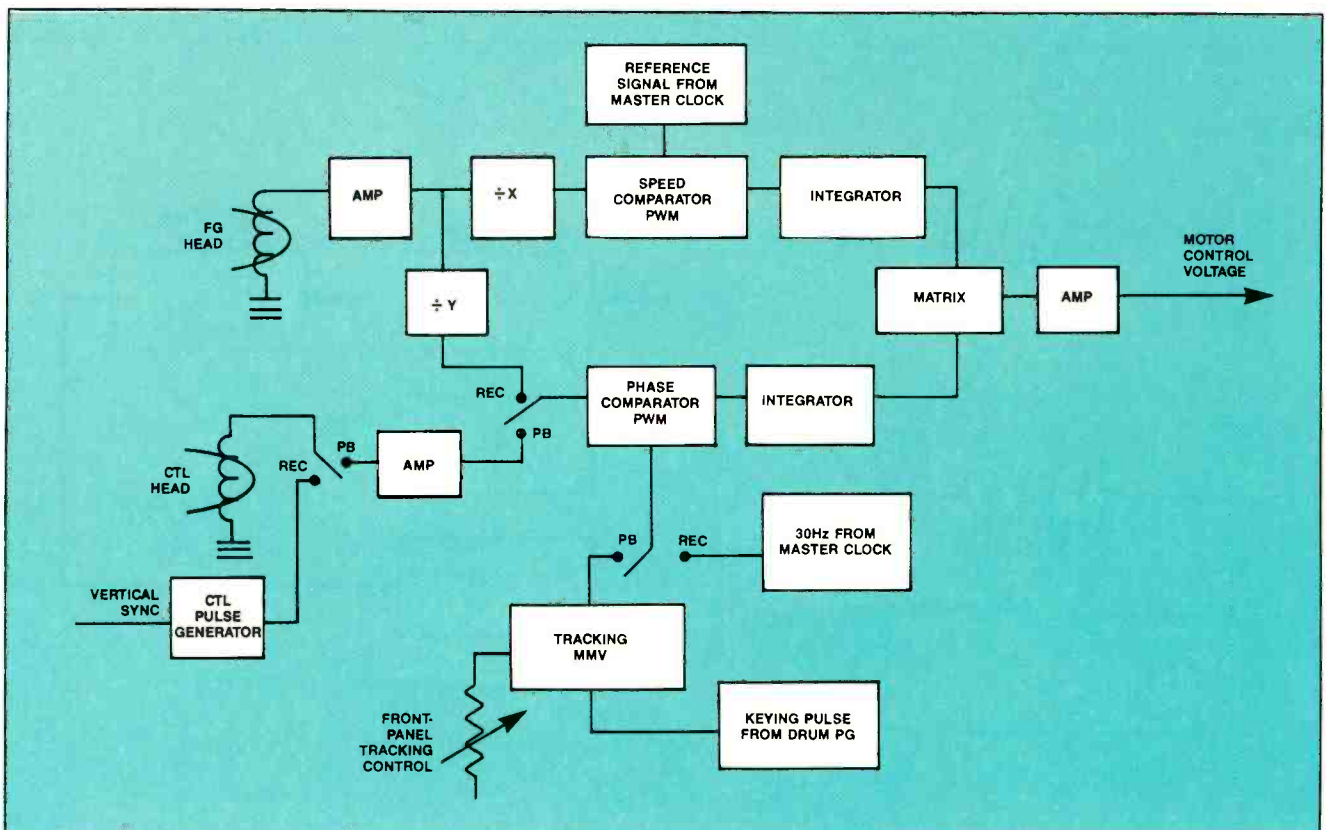 REFERENCE
SIGNAL FROM
MASTER CLOCK
FG
HEAD
AMP
÷X
SPEED
COMPARATOR
PWM
INTEGRATOR
÷Y
MATRIX
AMP
MOTOR
CONTROL
VOLTAGE
REC
PB
PHASE
COMPARATOR
PWM
INTEGRATOR
CTL
HEAD
REC
PB
AMP
PB
REC
30Hz FROM
MASTER CLOCK
VERTICAL
SYNC
CTL
PULSE
GENERATOR
TRACKING
MMV
FRONT-
PANEL
TRACKING
CONTROL
KEYING PULSE
FROM DRUM PG